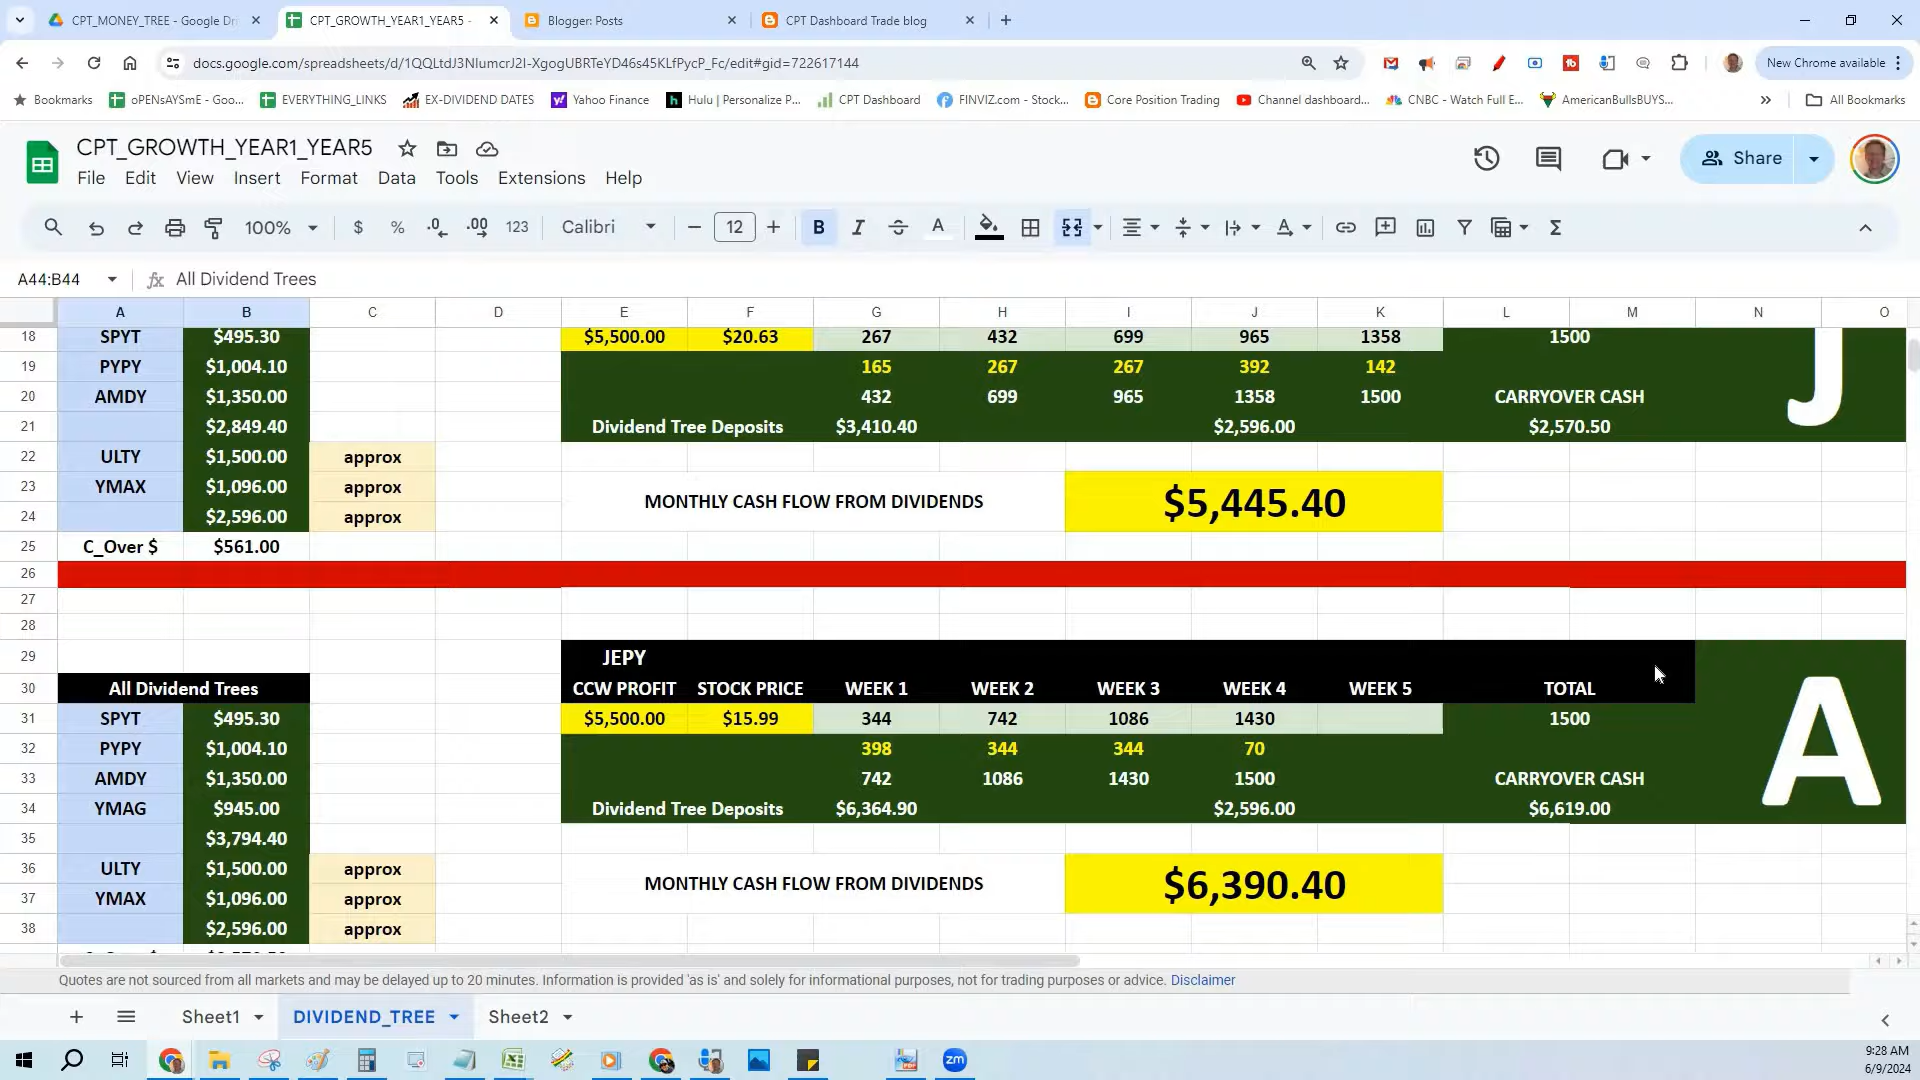 CPT_MONEY_TREE - Google Dri
CPT_GROWTH_YEAR1_YEAR5 -
Blogger: Posts
CPT Dashboard Trade blog
docs.google.com/spreadsheets/d/1QQLtdJ3NIumcrJ2I-XgogUBRTeYD46s45KLfPycP_Fc/edit#gid=722617144
New Chrome available
Bookmarks
oPENsAYSmE - Goo...
EVERYTHING_LINKS
EX-DIVIDEND DATES
Yahoo Finance
Hulu | Personalize P...
CPT Dashboard
FINVIZ.com - Stock...
Core Position Trading
Channel dashboard...
CNBC - Watch Full E...
AmericanBullsBUYS...
All Bookmarks
CPT_GROWTH_YEAR1_YEAR5
Share
File Edit View Insert Format Data Tools Extensions Help
100% $ % .0 .00 123 Calibri 12 B I A
A44:B44 fx All Dividend Trees
A B C D E F G H I J K L M N O
18 SPYT $495.30 $5,500.00 $20.63 267 432 699 965 1358 1500
19 PYPY $1,004.10 165 267 267 392 142
20 AMDY $1,350.00 432 699 965 1358 1500 CARRYOVER CASH
J
21 $2,849.40 Dividend Tree Deposits $3,410.40 $2,596.00 $2,570.50
22 ULTY $1,500.00 approx
23 YMAX $1,096.00 approx
MONTHLY CASH FLOW FROM DIVIDENDS $5,445.40
24 $2,596.00 approx
25 C_Over $ $561.00
26
27
28
29 JEPY
30 All Dividend Trees CCW PROFIT STOCK PRICE WEEK 1 WEEK 2 WEEK 3 WEEK 4 WEEK 5 TOTAL
31 SPYT $495.30 $5,500.00 $15.99 344 742 1086 1430 1500
32 PYPY $1,004.10 398 344 344 70
A
33 AMDY $1,350.00 742 1086 1430 1500 CARRYOVER CASH
34 YMAG $945.00 Dividend Tree Deposits $6,364.90 $2,596.00 $6,619.00
35 $3,794.40
36 ULTY $1,500.00 approx
MONTHLY CASH FLOW FROM DIVIDENDS $6,390.40
37 YMAX $1,096.00 approx
38 $2,596.00 approx
Quotes are not sourced from all markets and may be delayed up to 20 minutes. Information is provided 'as is' and solely for informational purposes, not for trading purposes or advice. Disclaimer
Sheet1 DIVIDEND_TREE Sheet2
zm
9:28 AM
6/9/2024